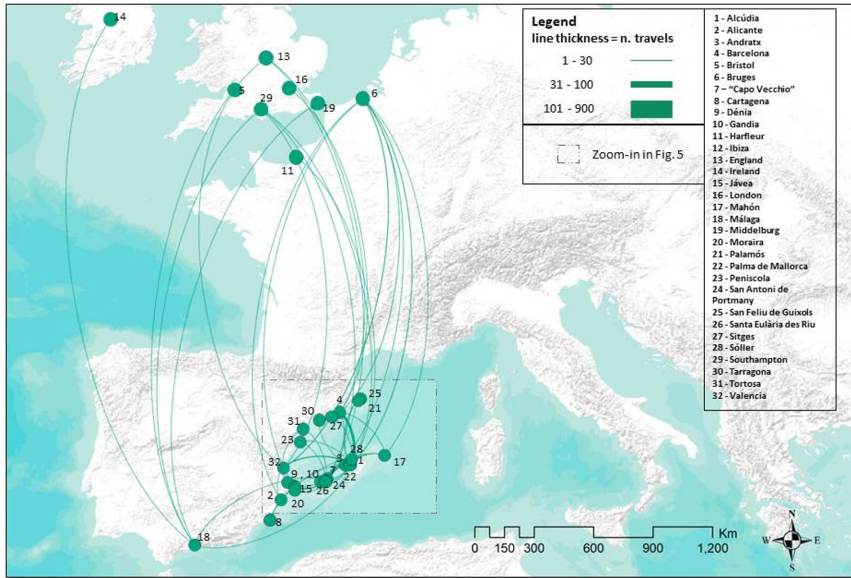 14
13
5
16
6
29
19
11
Legend
line thickness = n. travels
1 - 30
31 - 100
101 - 900
Zoom-in in Fig. 5
1 - Alcúdia
2 - Alicante
3 - Andratx
4 - Barcelona
5 - Bristol
6 - Bruges
7 – "Capo Vecchio"
8 - Cartagena
9 - Dénia
10 - Gandia
11 - Harfleur
12 - Ibiza
13 - England
14 - Ireland
15 - Jávea
16 - London
17 - Mahón
18 - Málaga
19 - Middelburg
20 - Moraira
21 - Palamós
22 - Palma de Mallorca
23 - Peniscola
24 - San Antoni de
Portmany
25 - San Feliu de Guixols
26 - Santa Eulària des Riu
27 - Sitges
28 - Sóller
29 - Southampton
30 - Tarragona
31 - Tortosa
32 - Valencia
25
4
21
30
27
31
23
28
3
1
17
32
7
22
9, 10
24
15
26
2
20
8
18
Km
0 150 300 600 900 1,200
N
W E
S